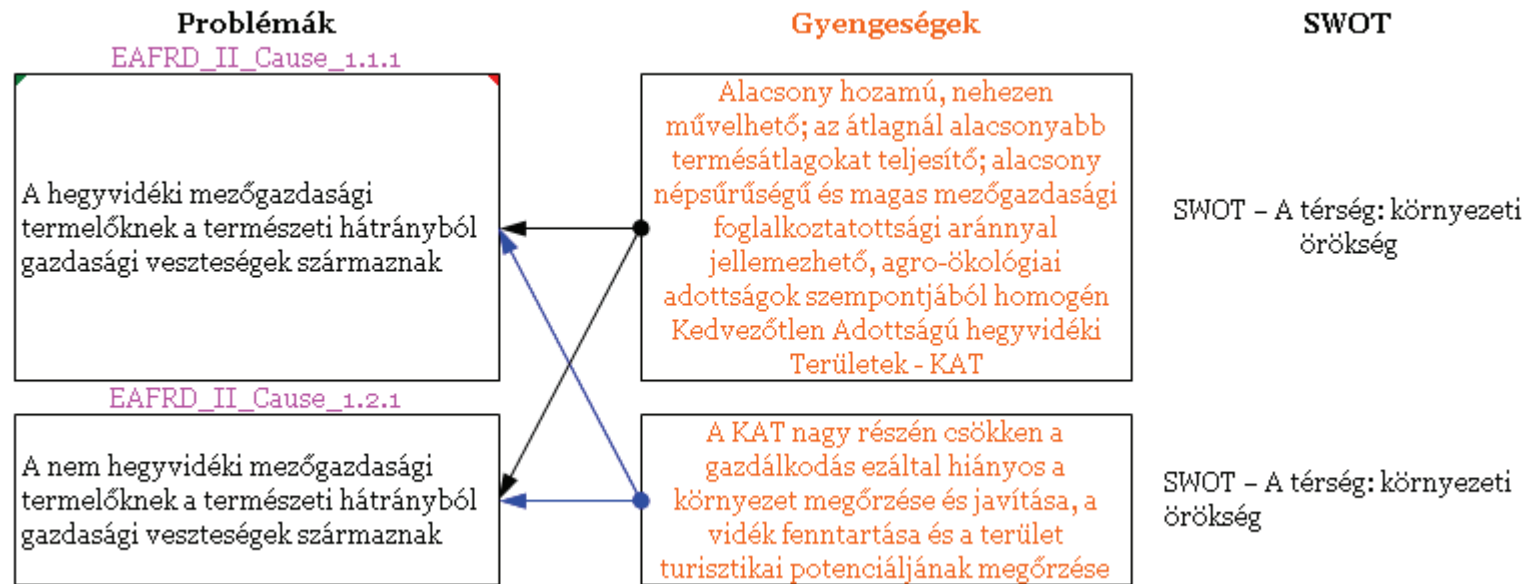 Problémák
Gyengeségek
SWOT
EAFRD_II_Cause_1.1.1
A hegyvidéki mezőgazdasági
termelőknek a természeti hátrányból
gazdasági veszteségek származnak
Alacsony hozamú, nehezen
művelhető; az átlagnál alacsonyabb
termésátlagokat teljesítő; alacsony
népsűrűségű és magas mezőgazdasági
foglalkoztatottsági aránnyal
jellemezhető, agro-ökológiai
adottságok szempontjából homogén
Kedvezőtlen Adottságú hegyvidéki
Területek - KAT
SWOT – A térség: környezeti
örökség
EAFRD_II_Cause_1.2.1
A nem hegyvidéki mezőgazdasági
termelőknek a természeti hátrányból
gazdasági veszteségek származnak
A KAT nagy részén csökken a
gazdálkodás ezáltal hiányos a
környezet megőrzése és javítása, a
vidék fenntartása és a terület
turisztikai potenciáljának megőrzése
SWOT – A térség: környezeti
örökség